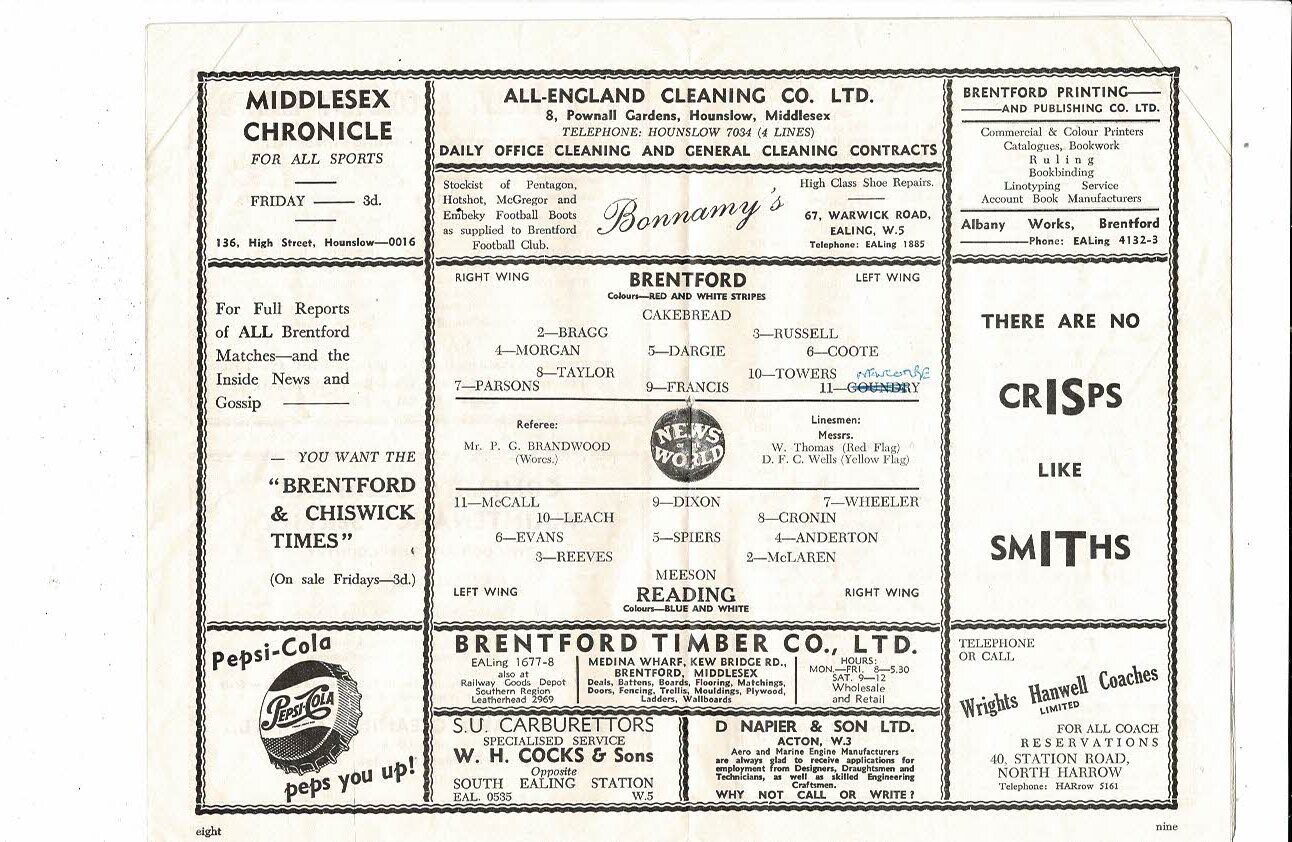 MIDDLESEX
CHRONICLE
FOR ALL SPORTS
FRIDAY —— 3d.
136, High Street, Hounslow—0016
For Full Reports
of ALL Brentford
Matches—and the
Inside News and
Gossip ————
— YOU WANT THE
“BRENTFORD
& CHISWICK
TIMES”
(On sale Fridays—3d.)
Pepsi-Cola
PEPSI-COLA
peps you up!
ALL-ENGLAND CLEANING CO. LTD.
8, Pownall Gardens, Hounslow, Middlesex
TELEPHONE: HOUNSLOW 7034 (4 LINES)
DAILY OFFICE CLEANING AND GENERAL CLEANING CONTRACTS
Stockist of Pentagon,
Hotshot, McGregor and
Embeky Football Boots
as supplied to Brentford
Football Club.
Bonnamy's
High Class Shoe Repairs.
67, WARWICK ROAD,
EALING, W.5
Telephone: EALing 1885
RIGHT WING BRENTFORD LEFT WING
Colours—RED AND WHITE STRIPES
CAKEBREAD
2—BRAGG 3—RUSSELL
4—MORGAN 5—DARGIE 6—COOTE
8—TAYLOR 10—TOWERS NEWCOMBE
7—PARSONS 9—FRANCIS 11—GOUNDRY
Referee:
Mr. P. G. BRANDWOOD
(Worcs.)
NEWS
OF THE
WORLD
Linesmen:
Messrs.
W. Thomas (Red Flag)
D. F. C. Wells (Yellow Flag)
11—McCALL 9—DIXON 7—WHEELER
10—LEACH 8—CRONIN
6—EVANS 5—SPIERS 4—ANDERTON
3—REEVES 2—McLAREN
MEESON
LEFT WING READING RIGHT WING
Colours—BLUE AND WHITE
BRENTFORD TIMBER CO., LTD.
EALing 1677-8
also at
Railway Goods Depot
Southern Region
Leatherhead 2969
MEDINA WHARF, KEW BRIDGE RD.,
BRENTFORD, MIDDLESEX
Deals, Battens, Boards, Flooring, Matchings,
Doors, Fencing, Trellis, Mouldings, Plywood,
Ladders, Wallboards
HOURS:
MON.—FRI. 8—5.30
SAT. 9—12
Wholesale
and Retail
S.U. CARBURETTORS
SPECIALISED SERVICE
W. H. COCKS & Sons
Opposite
SOUTH EALING STATION
EAL. 0535 W.5
D NAPIER & SON LTD.
ACTON, W.3
Aero and Marine Engine Manufacturers
are always glad to receive applications for
employment from Designers, Draughtsmen and
Technicians, as well as skilled Engineering
Craftsmen.
WHY NOT CALL OR WRITE?
BRENTFORD PRINTING——
——AND PUBLISHING CO. LTD.
Commercial & Colour Printers
Catalogues, Bookwork
Ruling
Bookbinding
Linotyping Service
Account Book Manufacturers
Albany Works, Brentford
————Phone: EALing 4132-3
THERE ARE NO
CRISPS
LIKE
SMITHS
TELEPHONE
OR CALL
Wrights Hanwell Coaches
LIMITED
FOR ALL COACH
RESERVATIONS
40, STATION ROAD,
NORTH HARROW
Telephone: HARrow 5161
eight
nine